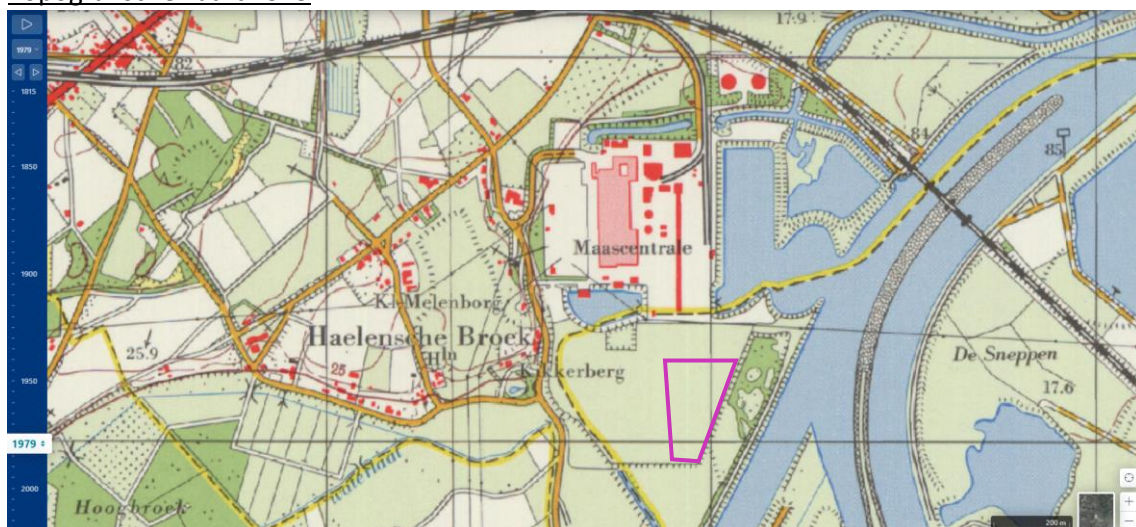 1979
1815
1850
1900
1950
1979
2000
82
17.9
84
85
Maascentrale
Kl. Melenborg
Haelensche Broek
Hln
Kikkerberg
25.9
25
De Sneppen
17.6
Hoogbroek
200 m